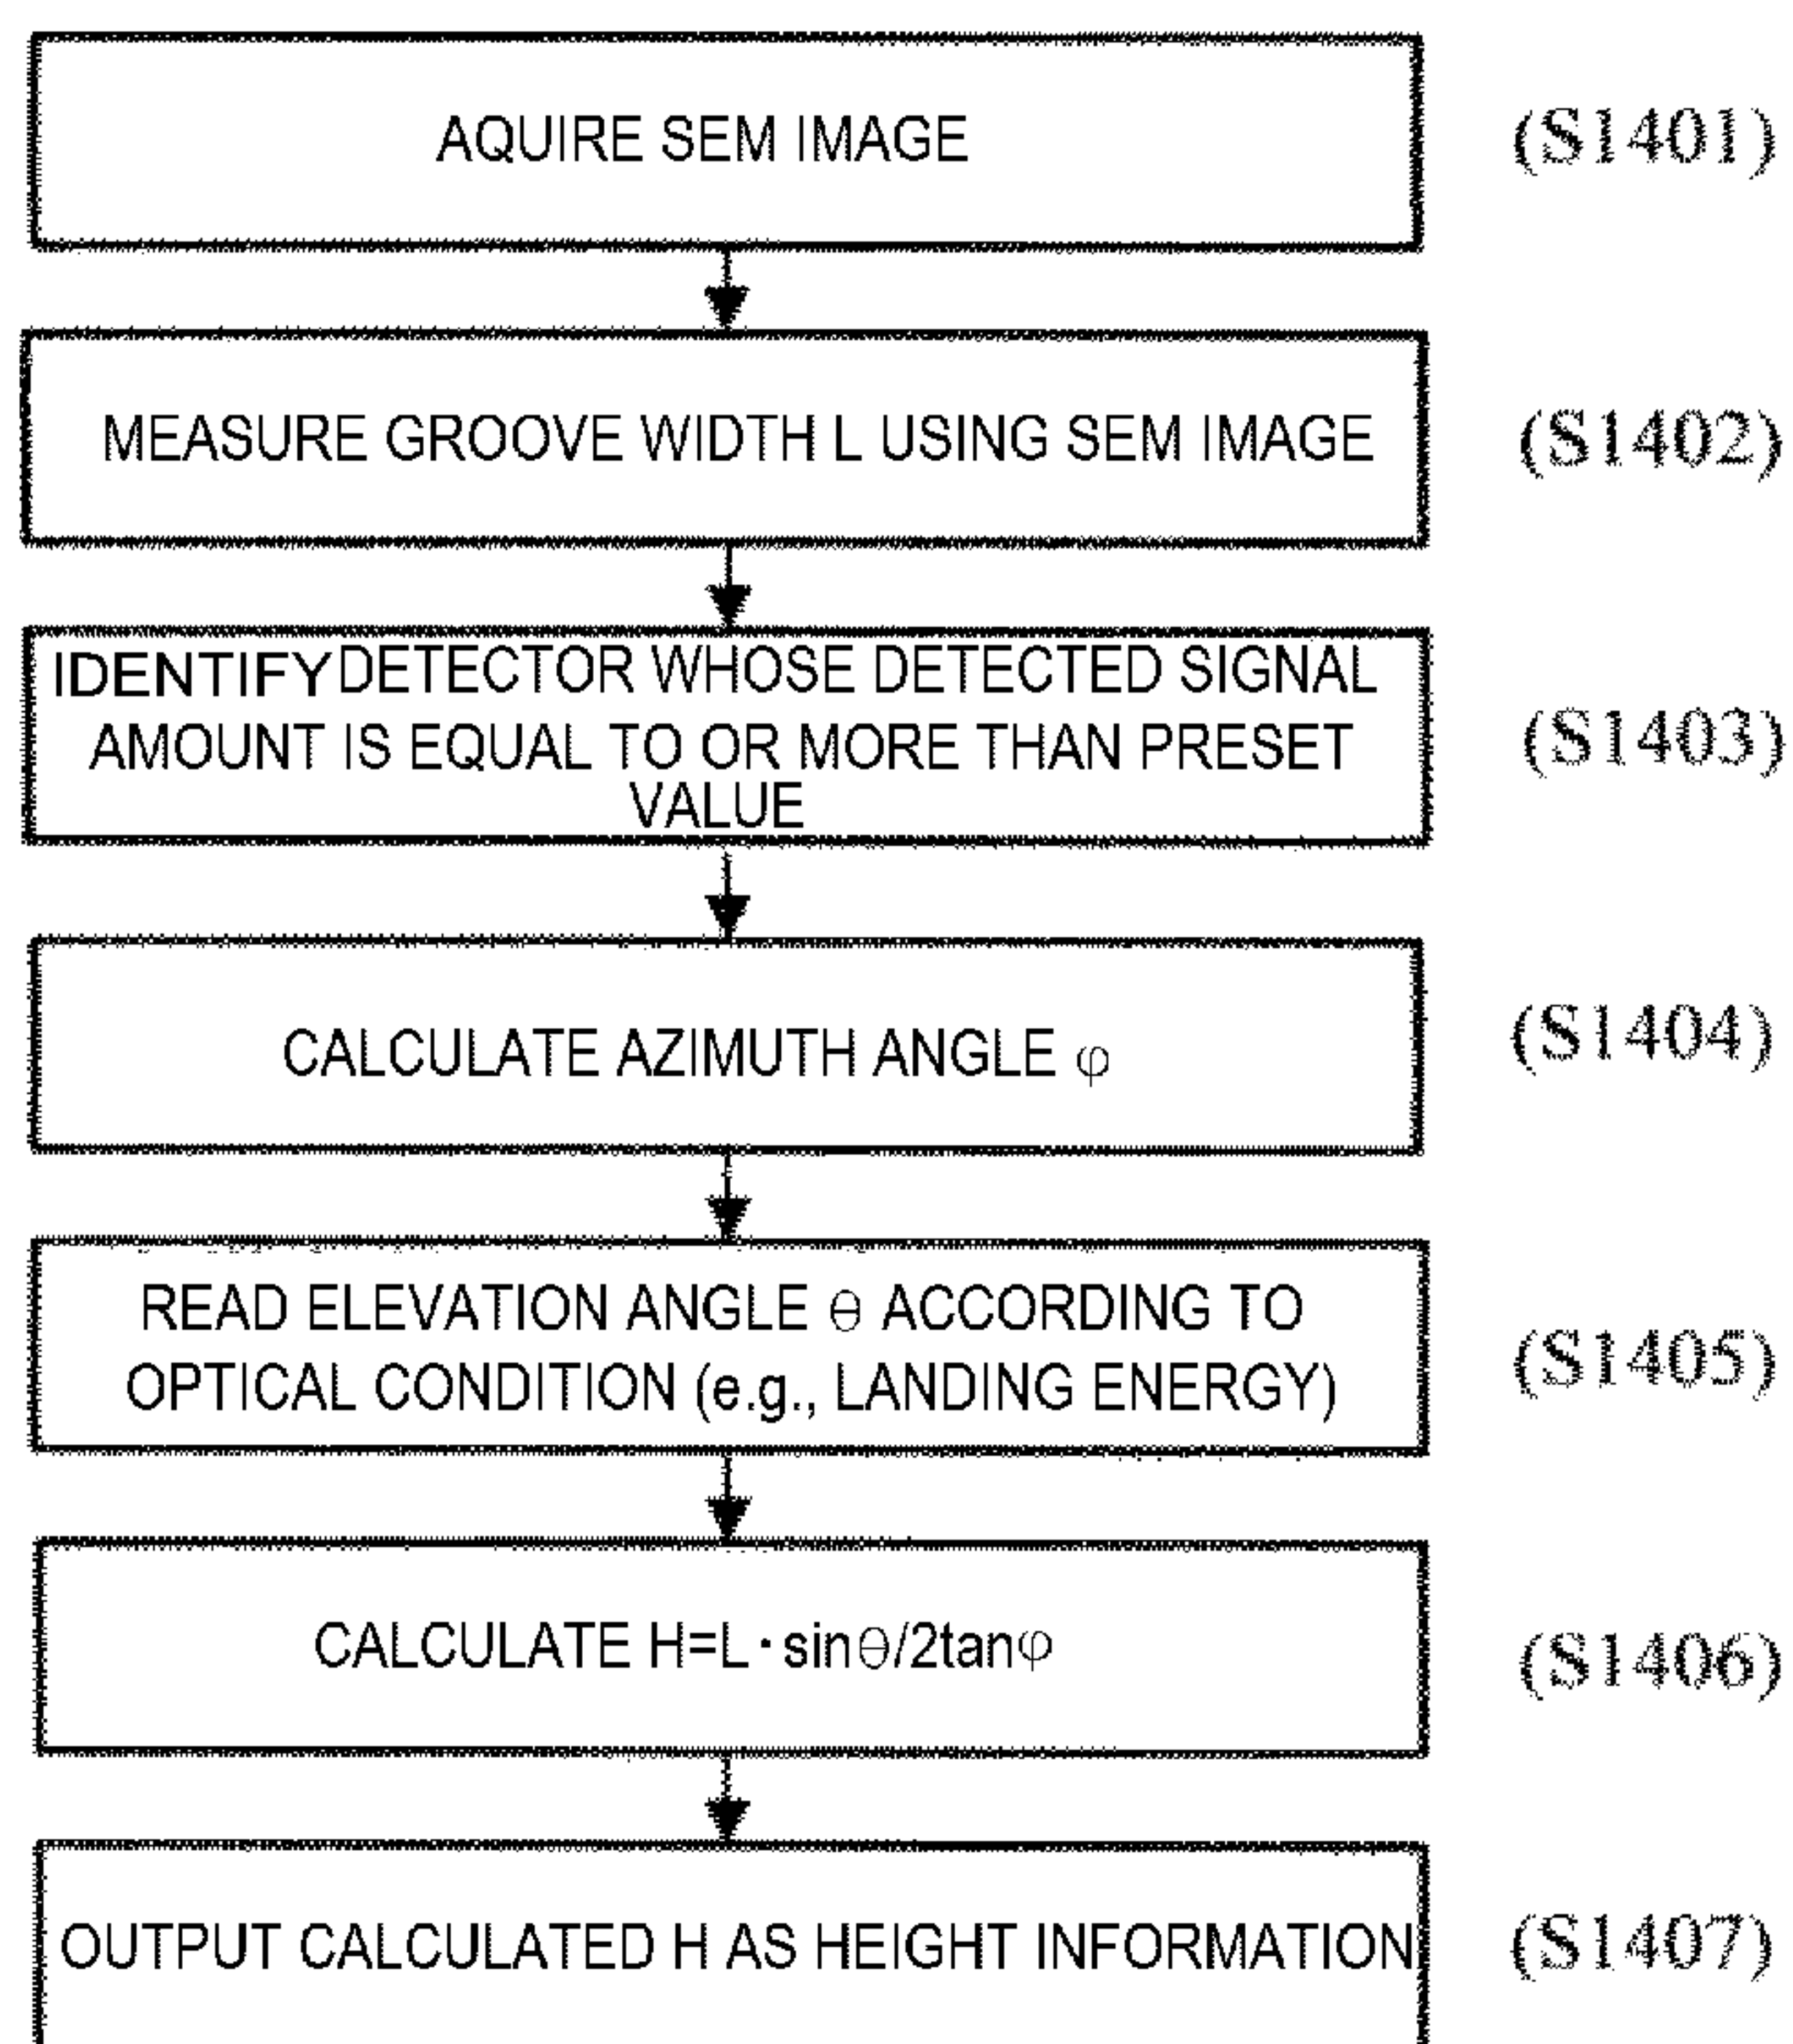 AQUIRE SEM IMAGE
(S1401)
MEASURE GROOVE WIDTH L USING SEM IMAGE
(S1402)
IDENTIFY DETECTOR WHOSE DETECTED SIGNAL
AMOUNT IS EQUAL TO OR MORE THAN PRESET
VALUE
(S1403)
CALCULATE AZIMUTH ANGLE φ
(S1404)
READ ELEVATION ANGLE θ ACCORDING TO
OPTICAL CONDITION (e.g., LANDING ENERGY)
(S1405)
CALCULATE H=L・sinθ/2tanφ
(S1406)
OUTPUT CALCULATED H AS HEIGHT INFORMATION
(S1407)